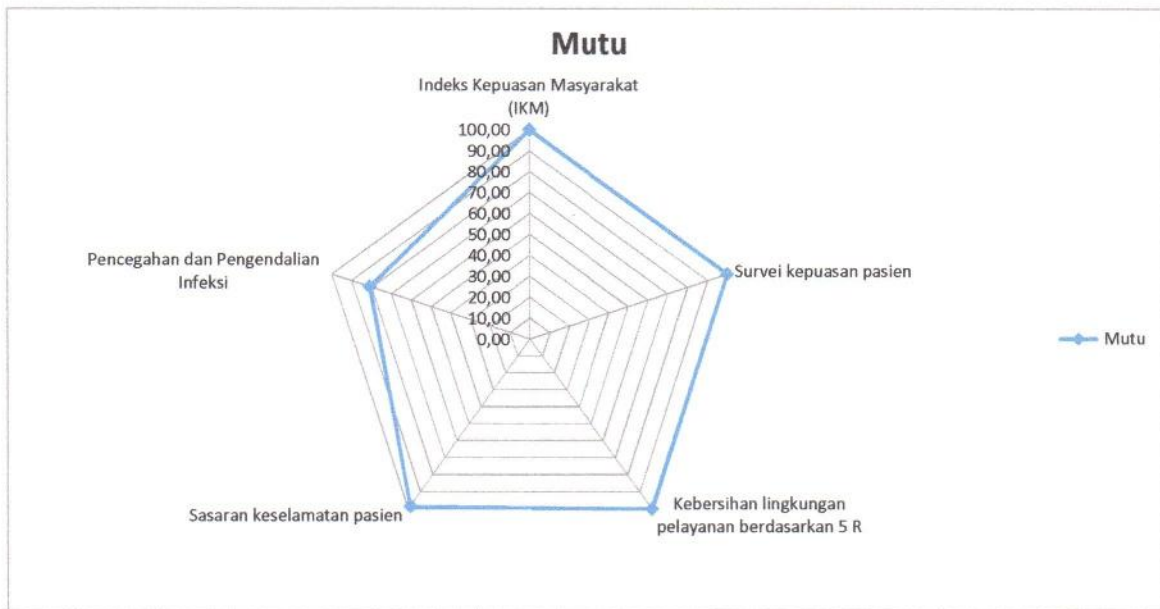 Mutu
Indeks Kepuasan Masyarakat
(IKM)
100,00
90,00
80,00
70,00
60,00
50,00
40,00
30,00
20,00
10,00
0,00
Survei kepuasan pasien
Kebersihan lingkungan
pelayanan berdasarkan 5 R
Sasaran keselamatan pasien
Pencegahan dan Pengendalian
Infeksi
Mutu